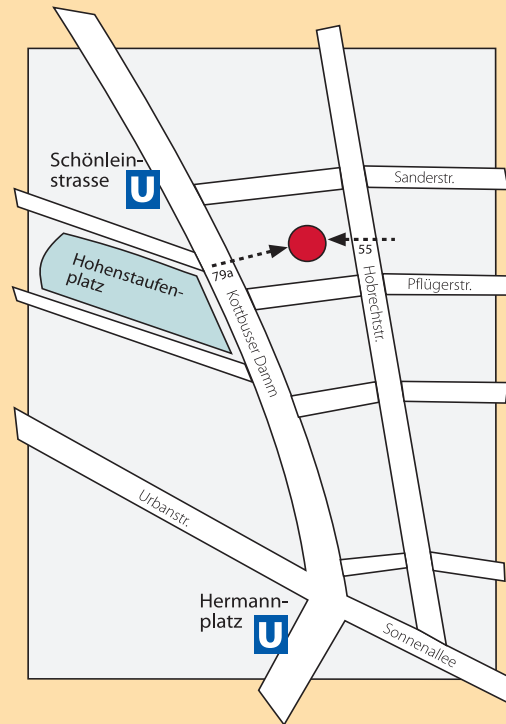 Schönlein-
strasse
U
Sanderstr.
55
79a
Hohenstaufen-
platz
Kottbusser Damm
Hobrechtstr.
Pflügerstr.
Urbanstr.
Hermann-
platz
U
Sonnenallee